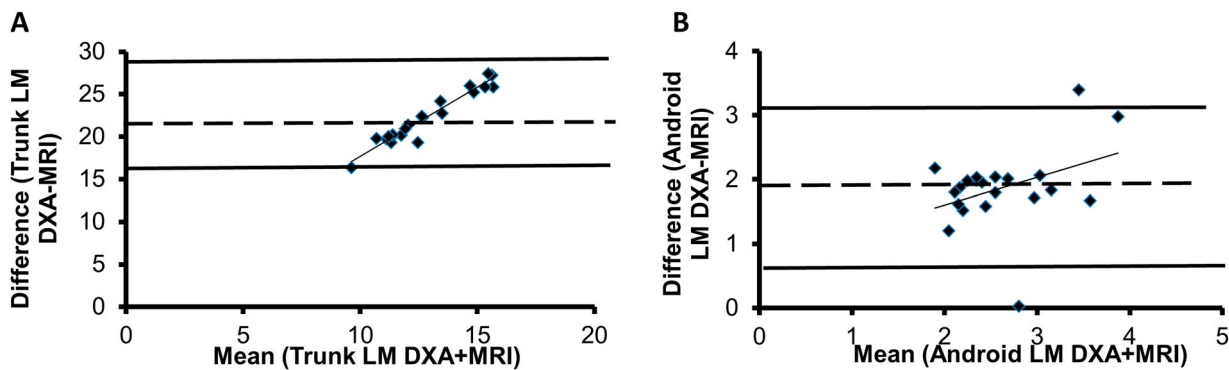 A
Difference (Trunk LM
DXA-MRI)
30
25
20
15
10
5
0
0 5 10 15 20
Mean (Trunk LM DXA+MRI)
B
Difference (Android
LM DXA-MRI)
4
3
2
1
0
0 1 2 3 4 5
Mean (Android LM DXA+MRI)